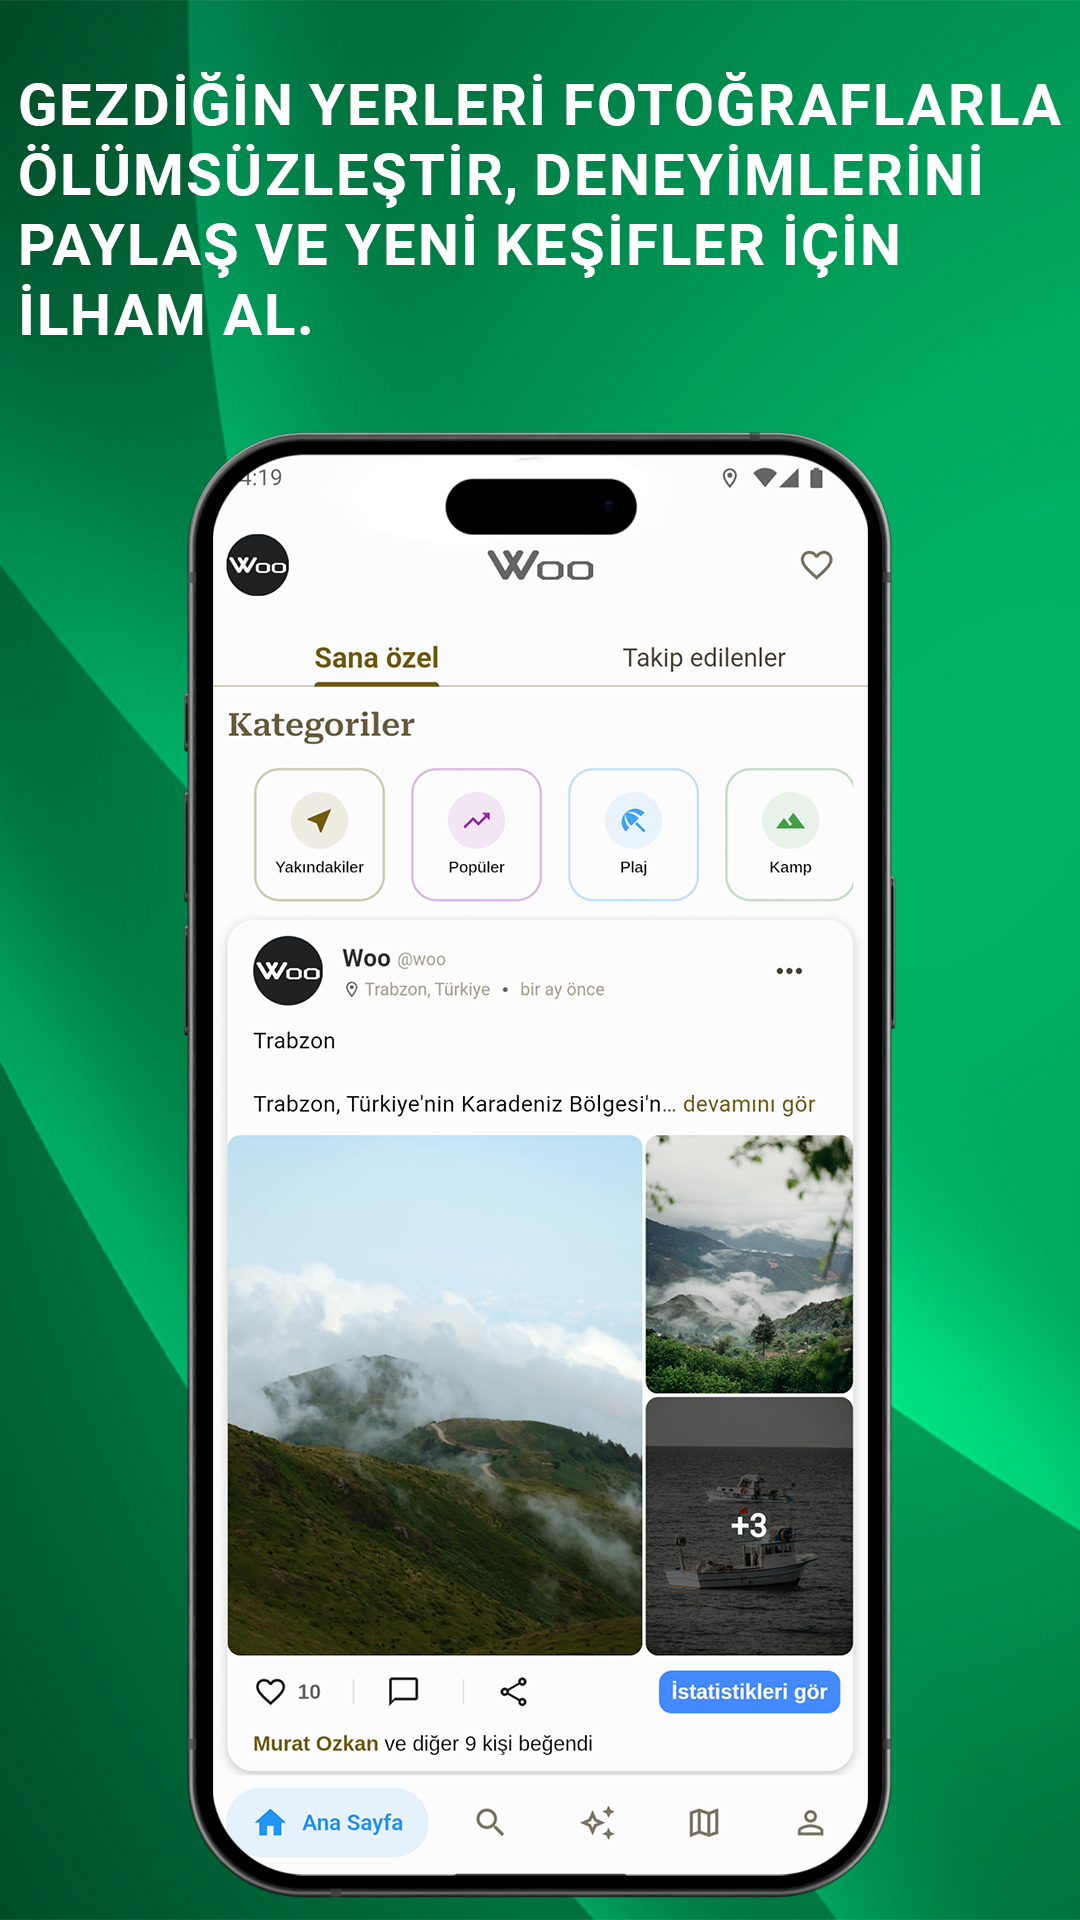 GEZDİĞİN YERLERİ FOTOĞRAFLARLA
ÖLÜMSÜZLEŞTİR, DENEYİMLERİNİ
PAYLAŞ VE YENİ KEŞİFLER İÇİN
İLHAM AL.
4:19
Woo
Woo
Sana özel
Takip edilenler
Kategoriler
Yakındakiler
Popüler
Plaj
Kamp
Woo
Woo @woo
Trabzon, Türkiye • bir ay önce
Trabzon
Trabzon, Türkiye'nin Karadeniz Bölgesi'n... devamını gör
+3
10
İstatistikleri gör
Murat Ozkan ve diğer 9 kişi beğendi
Ana Sayfa